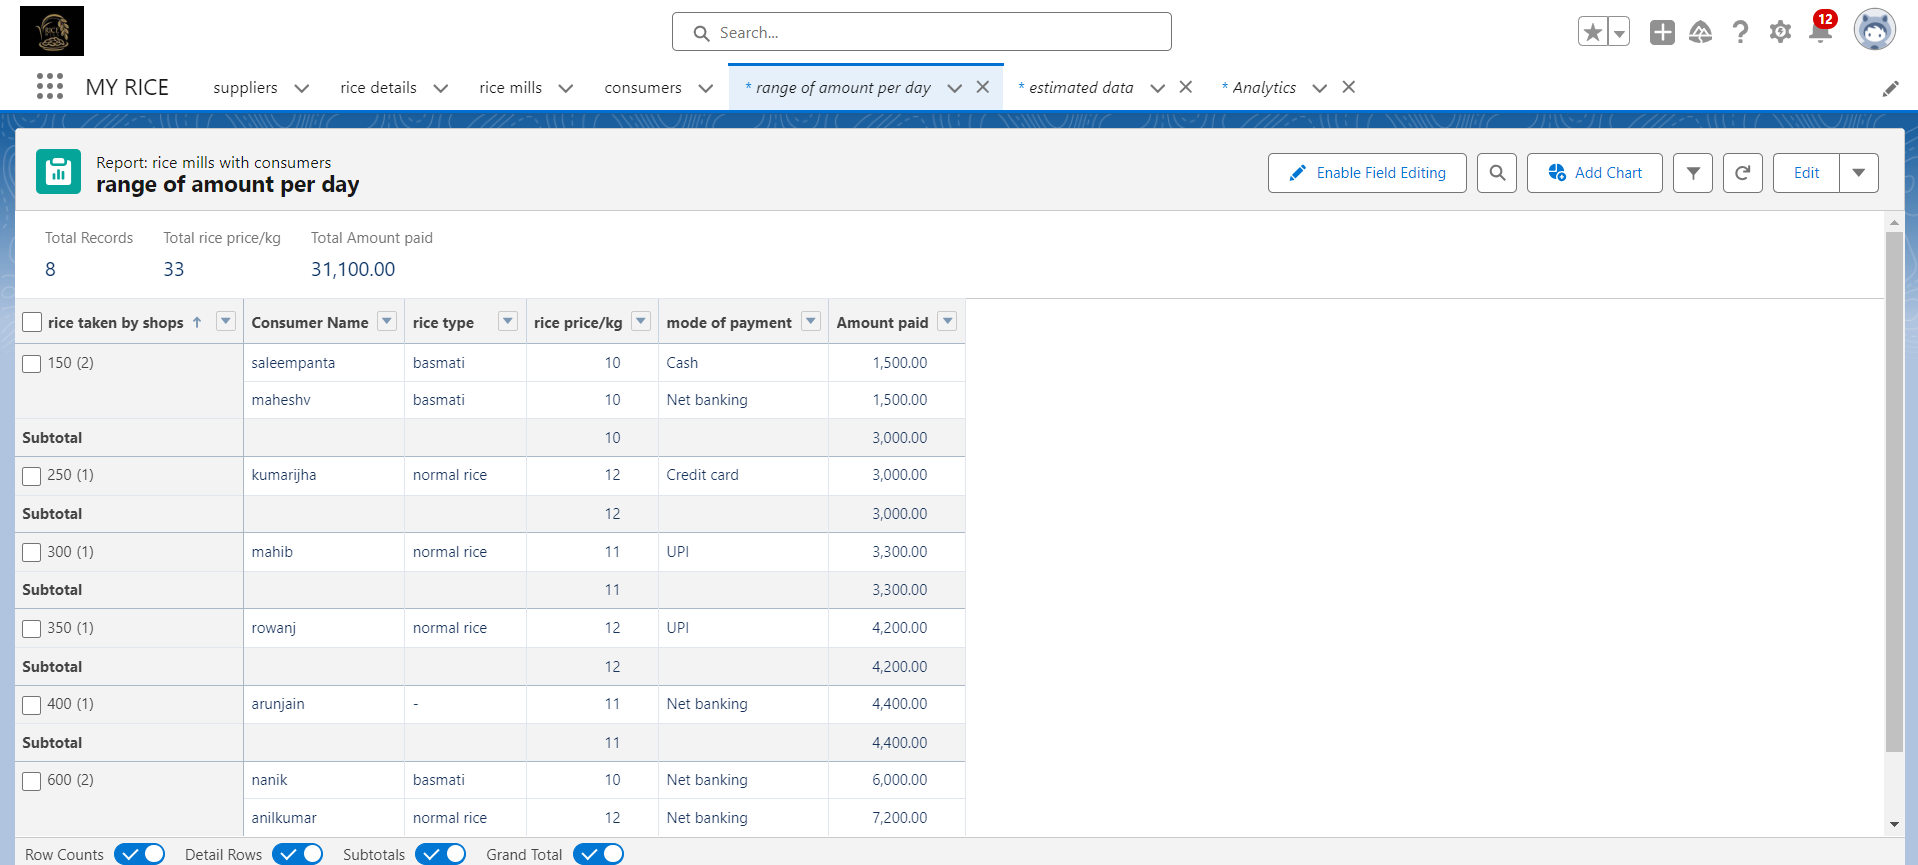 RICE
Search...
12
MY RICE suppliers rice details rice mills consumers * range of amount per day * estimated data * Analytics
Report: rice mills with consumers
range of amount per day
Enable Field Editing Add Chart Edit
Total Records Total rice price/kg Total Amount paid
8 33 31,100.00
rice taken by shops Consumer Name rice type rice price/kg mode of payment Amount paid
150 (2) saleempanta basmati 10 Cash 1,500.00
maheshv basmati 10 Net banking 1,500.00
Subtotal 10 3,000.00
250 (1) kumarijha normal rice 12 Credit card 3,000.00
Subtotal 12 3,000.00
300 (1) mahib normal rice 11 UPI 3,300.00
Subtotal 11 3,300.00
350 (1) rowanj normal rice 12 UPI 4,200.00
Subtotal 12 4,200.00
400 (1) arunjain - 11 Net banking 4,400.00
Subtotal 11 4,400.00
600 (2) nanik basmati 10 Net banking 6,000.00
anilkumar normal rice 12 Net banking 7,200.00
Row Counts Detail Rows Subtotals Grand Total